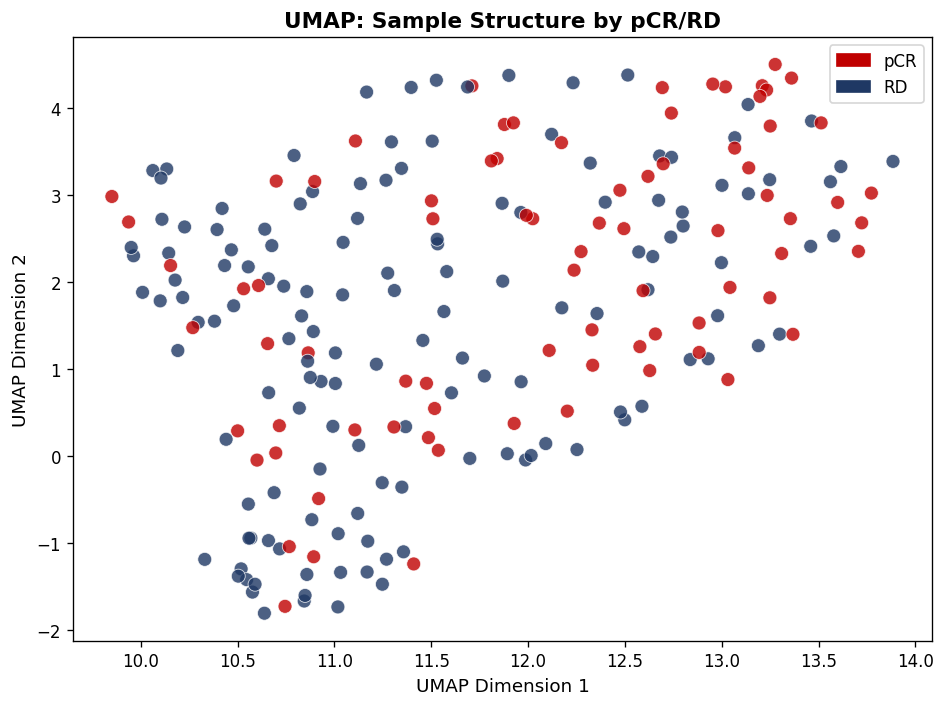 UMAP: Sample Structure by pCR/RD
pCR
RD
UMAP Dimension 2
4
3
2
1
0
−1
−2
10.0 10.5 11.0 11.5 12.0 12.5 13.0 13.5 14.0
UMAP Dimension 1